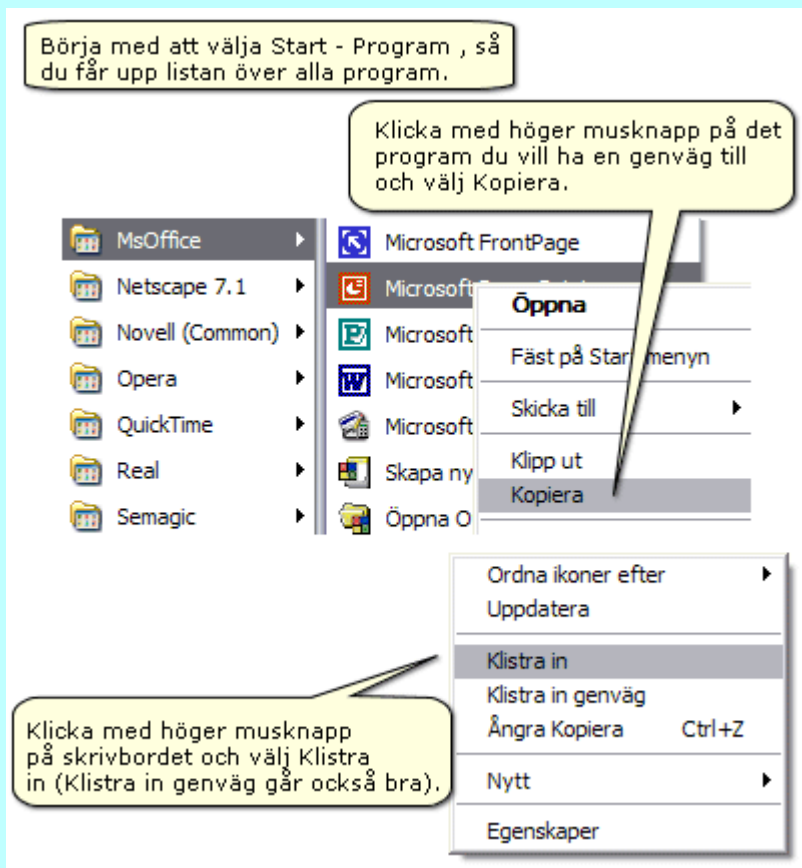 Börja med att välja Start - Program , så
du får upp listan över alla program.
Klicka med höger musknapp på det
program du vill ha en genväg till
och välj Kopiera.
MsOffice
Netscape 7.1
Novell (Common)
Opera
QuickTime
Real
Semagic
Microsoft FrontPage
Microsoft
Microsoft
Microsoft
Microsoft
Skapa ny
Öppna O
Öppna
Fäst på Startmenyn
Skicka till
Klipp ut
Kopiera
Ordna ikoner efter
Uppdatera
Klistra in
Klistra in genväg
Ångra Kopiera Ctrl+Z
Nytt
Egenskaper
Klicka med höger musknapp
på skrivbordet och välj Klistra
in (Klistra in genväg går också bra).